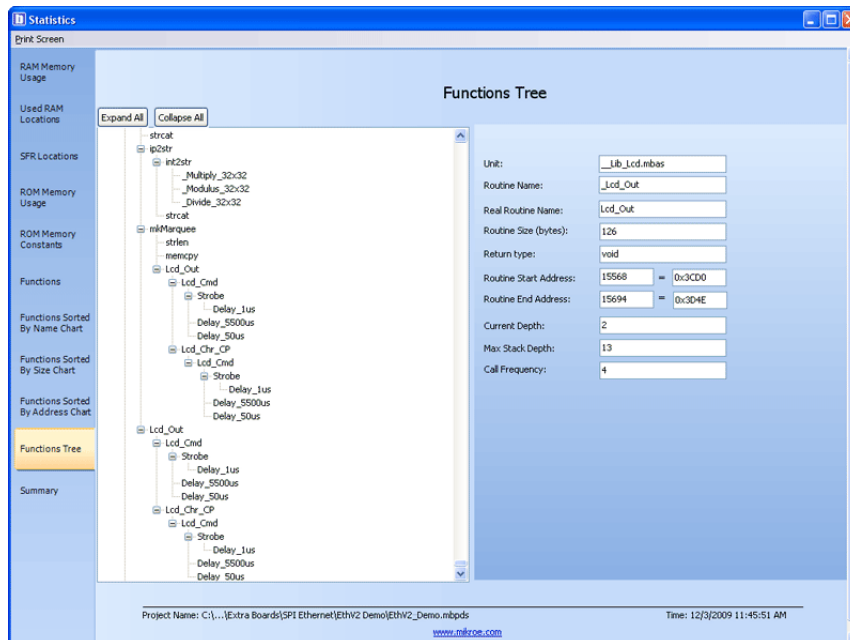 Statistics
Print Screen
RAM Memory
Usage
Used RAM
Locations
SFR Locations
ROM Memory
Usage
ROM Memory
Constants
Functions
Functions Sorted
By Name Chart
Functions Sorted
By Size Chart
Functions Sorted
By Address Chart
Functions Tree
Summary
Functions Tree
Expand All Collapse All
strcat
ip2str
int2str
_Multiply_32x32
_Modulus_32x32
_Divide_32x32
strcat
mkMarquee
strlen
memcpy
Lcd_Out
Lcd_Cmd
Strobe
Delay_1us
Delay_5500us
Delay_50us
Lcd_Chr_CP
Lcd_Cmd
Strobe
Delay_1us
Delay_5500us
Delay_50us
Lcd_Out
Lcd_Cmd
Strobe
Delay_1us
Delay_5500us
Delay_50us
Lcd_Chr_CP
Lcd_Cmd
Strobe
Delay_1us
Delay_5500us
Delay_50us
Unit: __Lib_Lcd.mbas
Routine Name: _Lcd_Out
Real Routine Name: Lcd_Out
Routine Size (bytes): 126
Return type: void
Routine Start Address: 15568 = 0x3CD0
Routine End Address: 15694 = 0x3D4E
Current Depth: 2
Max Stack Depth: 13
Call Frequency: 4
Project Name: C:\...\Extra Boards\SPI Ethernet\EthV2 Demo\EthV2_Demo.mbpds Time: 12/3/2009 11:45:51 AM
www.mikroe.com